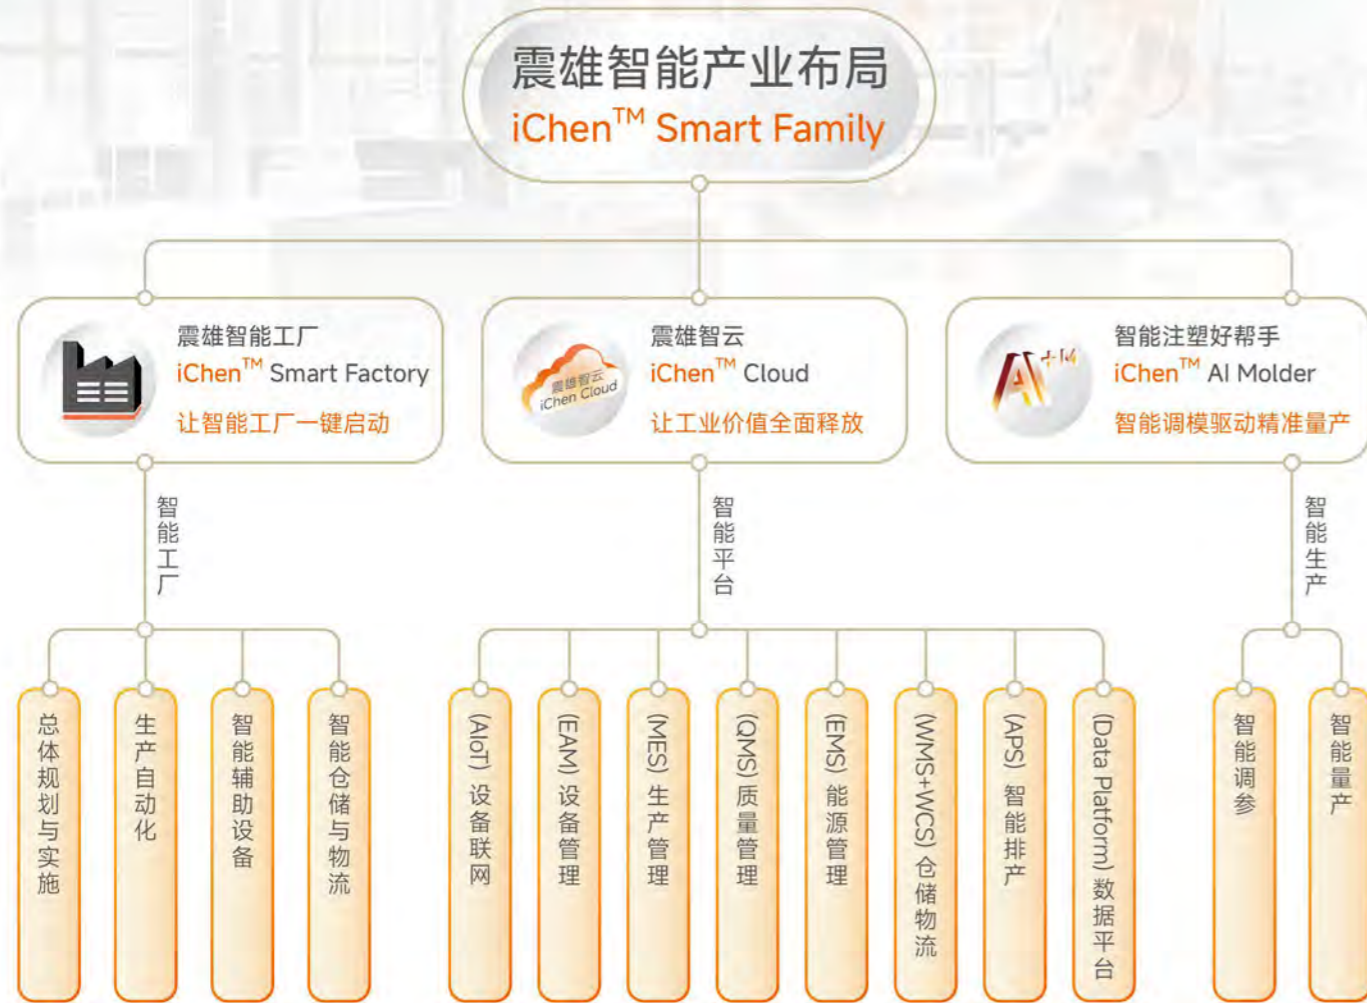 震雄智能产业布局
iChen™ Smart Family
震雄智能工厂
iChen™ Smart Factory
让智能工厂一键启动
震雄智云
iChen Cloud
震雄智云
iChen™ Cloud
让工业价值全面释放
AI+M
智能注塑好帮手
iChen™ AI Molder
智能调模驱动精准量产
智能工厂
智能平台
智能生产
总体规划与实施
生产自动化
智能辅助设备
智能仓储与物流
(AIoT) 设备联网
(EAM) 设备管理
(MES) 生产管理
(QMS) 质量管理
(EMS) 能源管理
(WMS+WCS) 仓储物流
(APS) 智能排产
(Data Platform) 数据平台
智能调参
智能量产